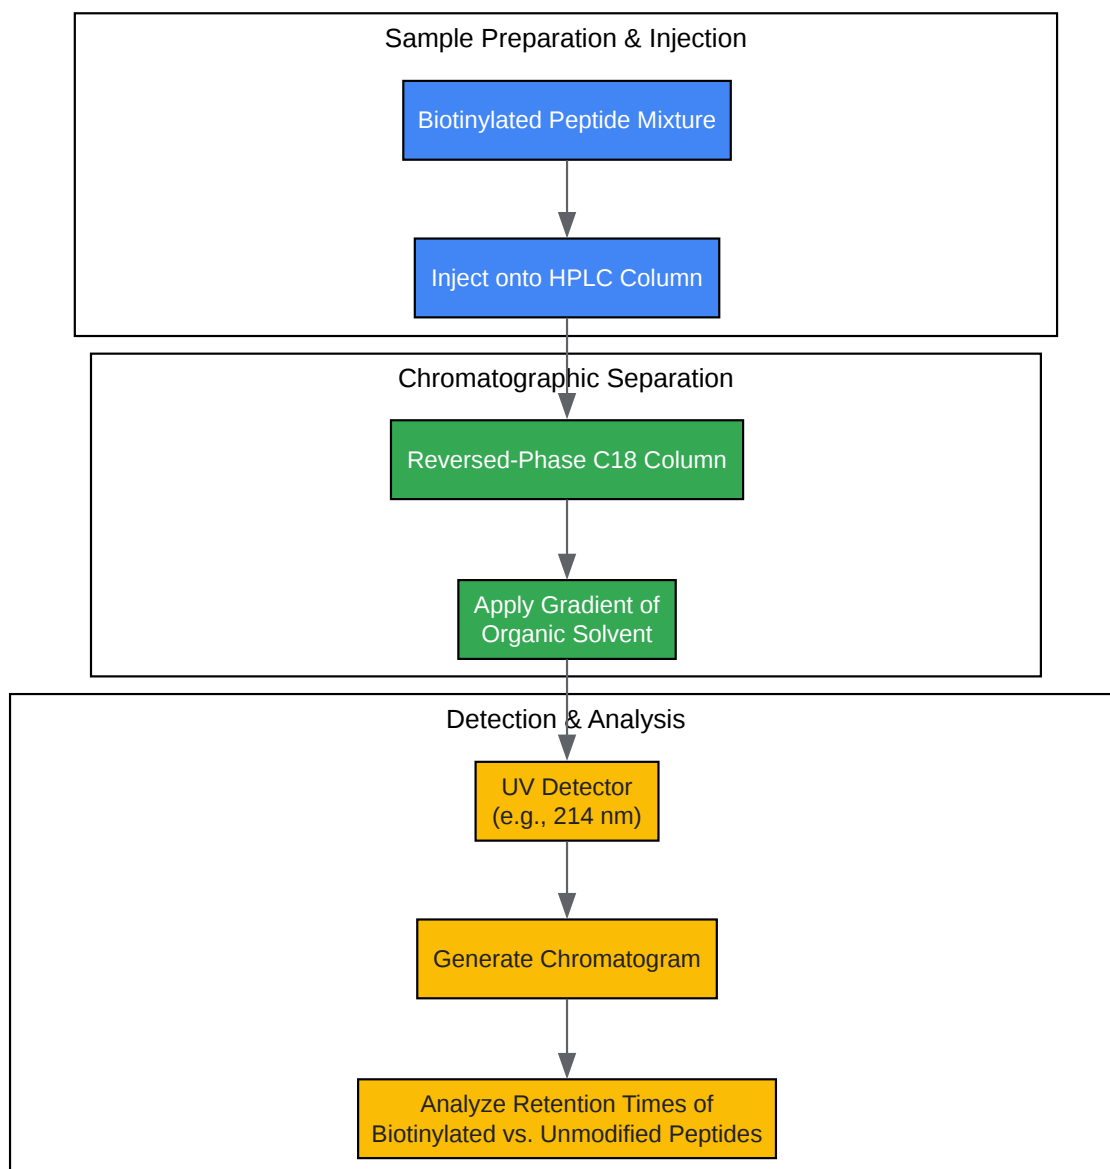 Sample Preparation & Injection
Biotinylated Peptide Mixture
Inject onto HPLC Column
Chromatographic Separation
Reversed-Phase C18 Column
Apply Gradient of
Organic Solvent
Detection & Analysis
UV Detector
(e.g., 214 nm)
Generate Chromatogram
Analyze Retention Times of
Biotinylated vs. Unmodified Peptides